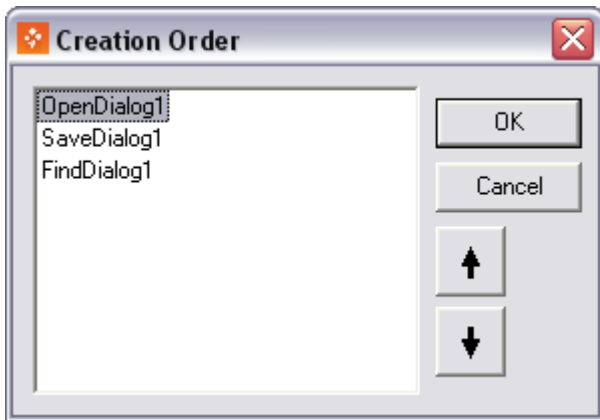 Creation Order
OpenDialog1
SaveDialog1
FindDialog1
OK
Cancel